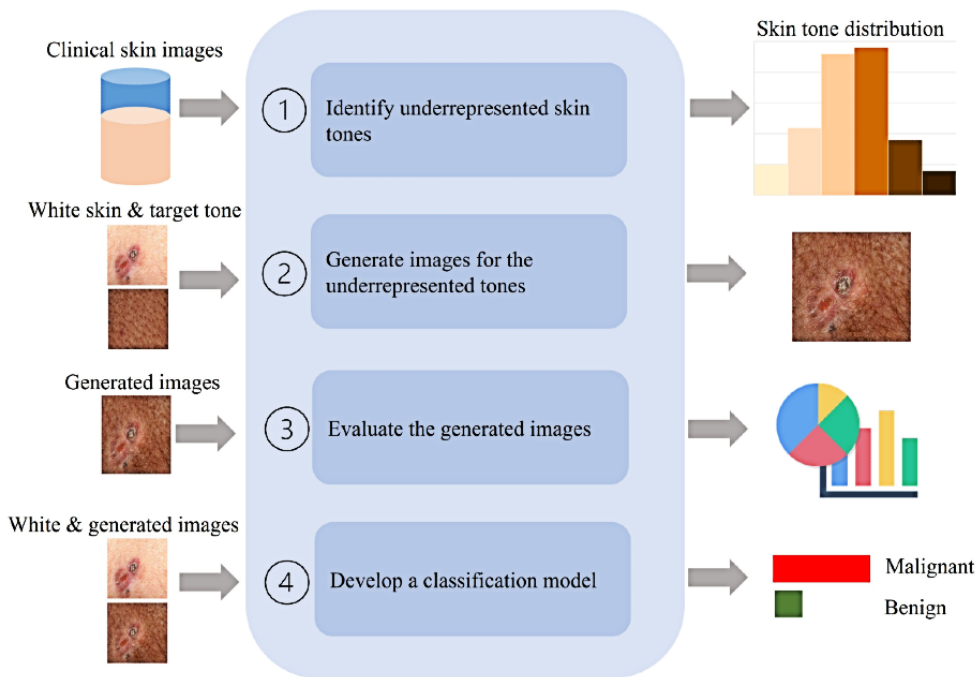 Clinical skin images
Skin tone distribution
1
Identify underrepresented skin
tones
White skin & target tone
2
Generate images for the
underrepresented tones
Generated images
3
Evaluate the generated images
White & generated images
4
Develop a classification model
Malignant
Benign